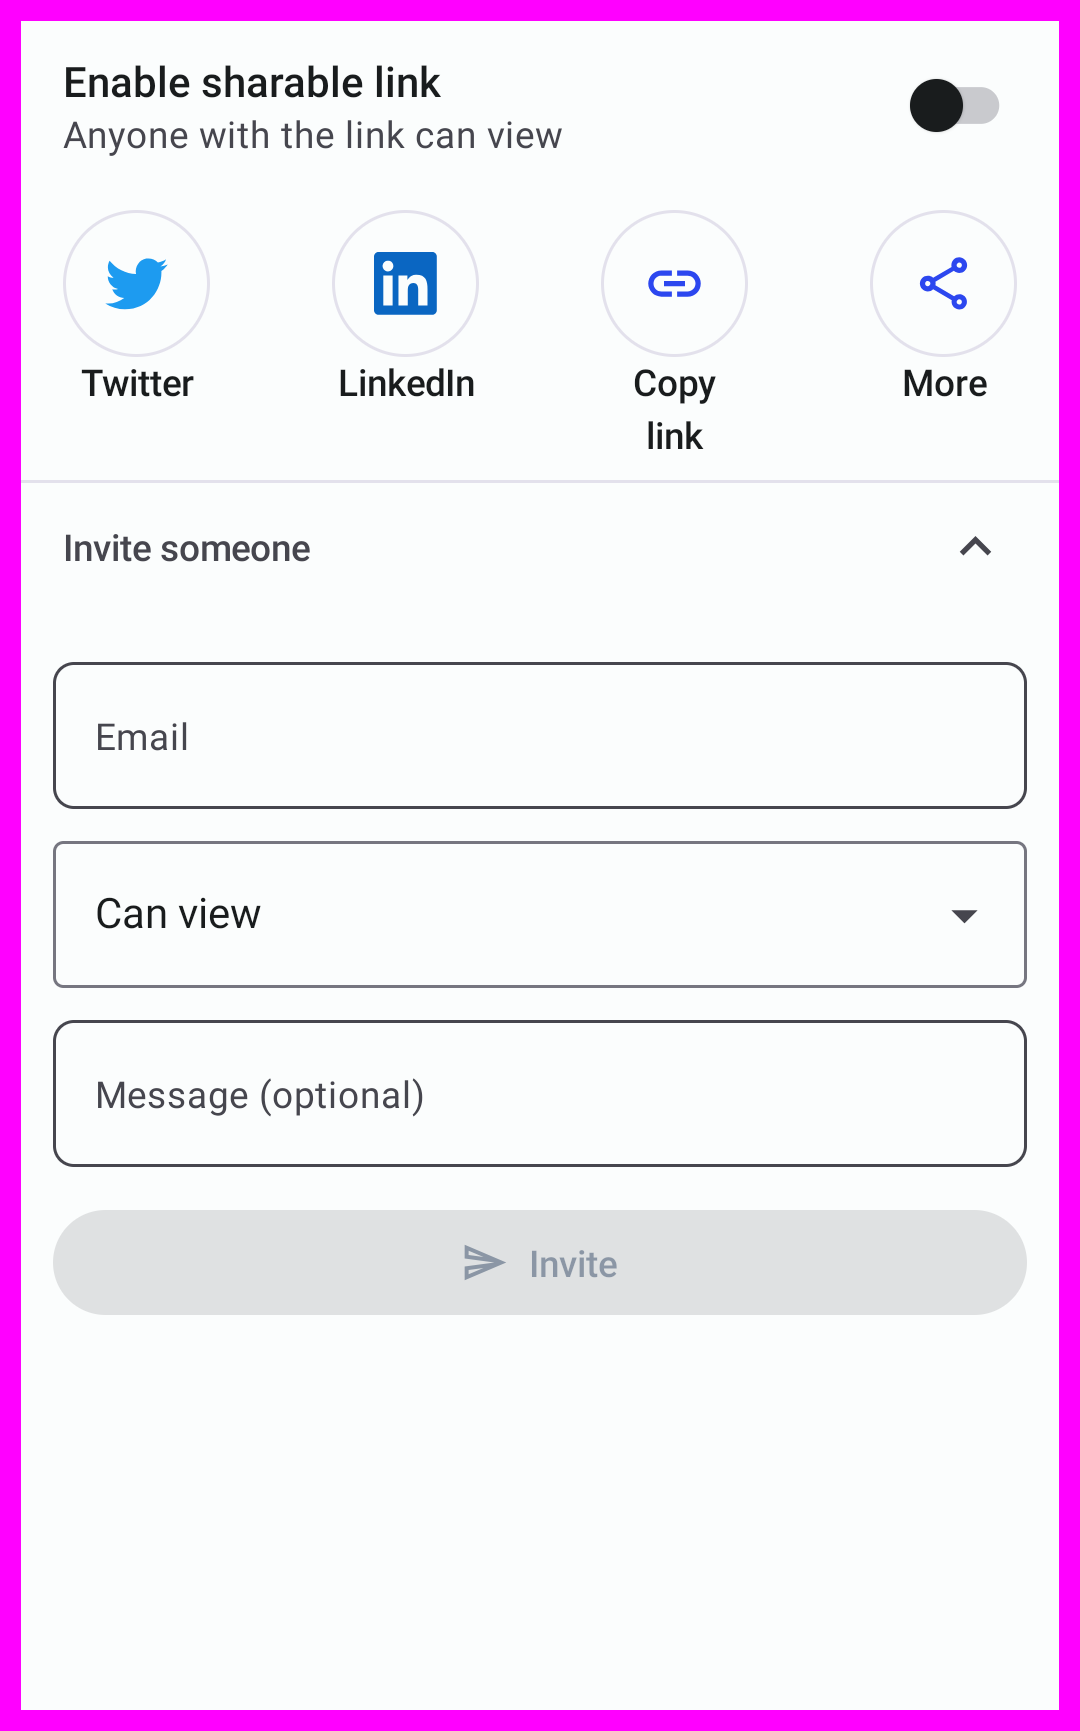 Enable sharable link
Anyone with the link can view
in
Twitter
LinkedIn
Copy
link
More
Invite someone
Email
Can view
Message (optional)
Invite